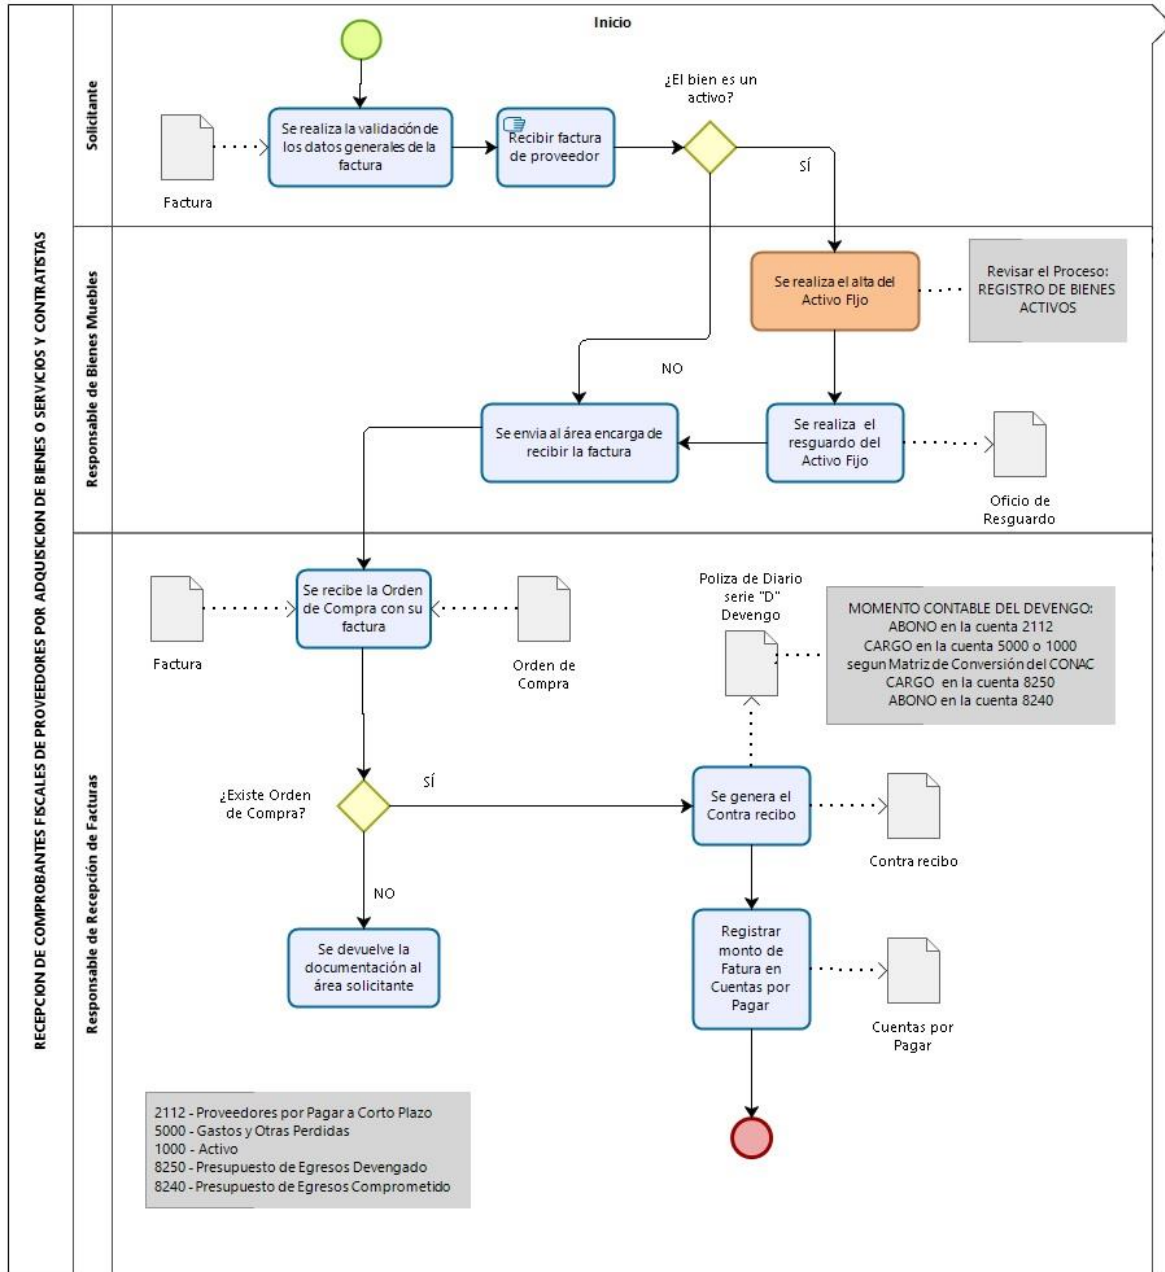 RECEPCION DE COMPROBANTES FISCALES DE PROVEEDORES POR ADQUISICION DE BIENES O SERVICIOS Y CONTRATISTAS
Inicio
Solicitante
Factura
Se realiza la validación de
los datos generales de la
factura
Recibir factura
de proveedor
¿El bien es un
activo?
SÍ
NO
Responsable de Bienes Muebles
Se realiza el alta del
Activo FIjo
Revisar el Proceso:
REGISTRO DE BIENES
ACTIVOS
Se envia al área encarga de
recibir la factura
Se realiza el
resguardo del
Activo Fijo
Oficio de
Resguardo
Responsable de Recepción de Facturas
Factura
Se recibe la Orden
de Compra con su
factura
Orden de
Compra
Poliza de Diario
serie "D"
Devengo
MOMENTO CONTABLE DEL DEVENGO:
ABONO en la cuenta 2112
CARGO en la cuenta 5000 o 1000
segun Matriz de Conversión del CONAC
CARGO en la cuenta 8250
ABONO en la cuenta 8240
¿Existe Orden
de Compra?
SÍ
NO
Se genera el
Contra recibo
Contra recibo
Se devuelve la
documentación al
área solicitante
Registrar
monto de
Fatura en
Cuentas por
Pagar
Cuentas por
Pagar
2112 - Proveedores por Pagar a Corto Plazo
5000 - Gastos y Otras Perdidas
1000 - Activo
8250 - Presupuesto de Egresos Devengado
8240 - Presupuesto de Egresos Comprometido